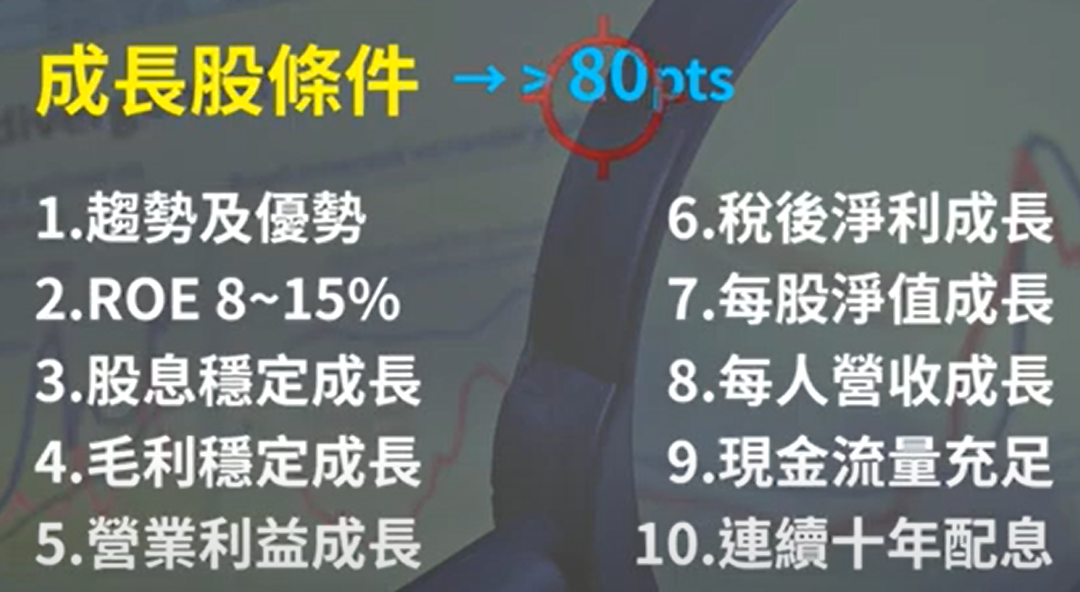 成長股條件 → > 80pts
1.趨勢及優勢
2.ROE 8~15%
3.股息穩定成長
4.毛利穩定成長
5.營業利益成長
6.稅後淨利成長
7.每股淨值成長
8.每人營收成長
9.現金流量充足
10.連續十年配息